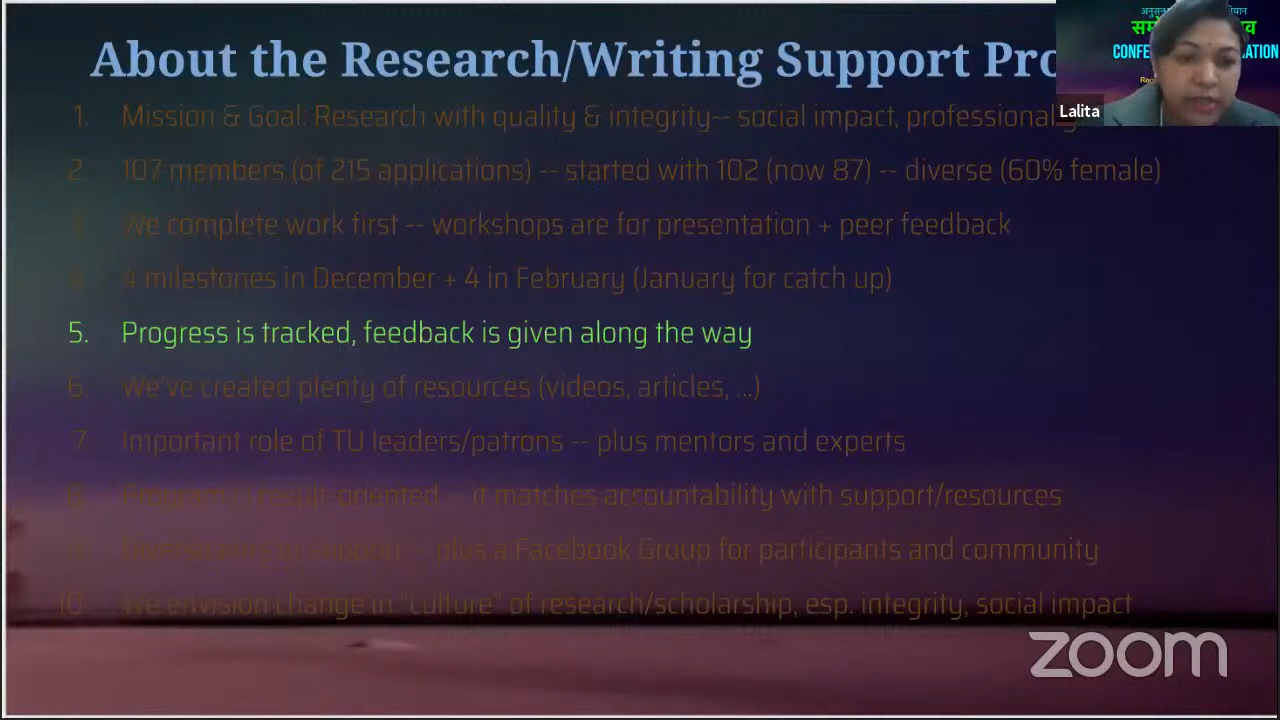 About the Research/Writing Support Pro
1. Mission & Goal: Research with quality & integrity-- social impact, professional
2. 107 members (of 215 applications) -- started with 102 (now 87) -- diverse (60% female)
We complete work first -- workshops are for presentation + peer feedback
4 milestones in December + 4 in February (January for catch up)
5. Progress is tracked, feedback is given along the way
6. We've created plenty of resources (videos, articles, ...)
7. Important role of TU leaders/patrons -- plus mentors and experts
8. Program is result-oriented -- it matches accountability with support/resources
support -- plus a Facebook Group for participants and community
10. We envision change in "culture" of research/scholarship, esp. integrity, social impact
Lalita
zoom